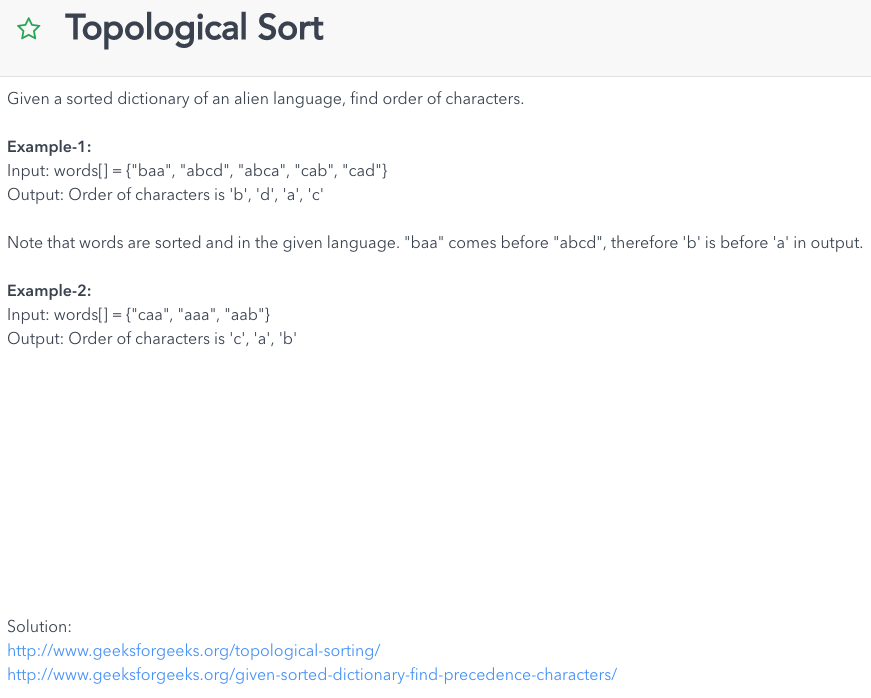 Topological Sort
Given a sorted dictionary of an alien language, find order of characters.
Example-1:
Input: words[] = {"baa", "abcd", "abca", "cab", "cad"}
Output: Order of characters is 'b', 'd', 'a', 'c'
Note that words are sorted and in the given language. "baa" comes before "abcd", therefore 'b' is before 'a' in output.
Example-2:
Input: words[] = {"caa", "aaa", "aab"}
Output: Order of characters is 'c', 'a', 'b'
Solution:
http://www.geeksforgeeks.org/topological-sorting/
http://www.geeksforgeeks.org/given-sorted-dictionary-find-precedence-characters/